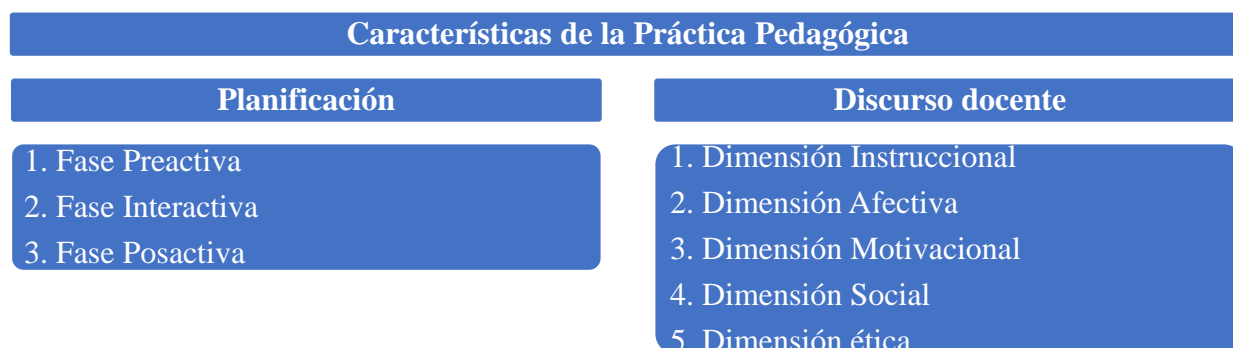 Características de la Práctica Pedagógica
Planificación
1. Fase Preactiva
2. Fase Interactiva
3. Fase Posactiva
Discurso docente
1. Dimensión Instruccional
2. Dimensión Afectiva
3. Dimensión Motivacional
4. Dimensión Social
5. Dimensión ética